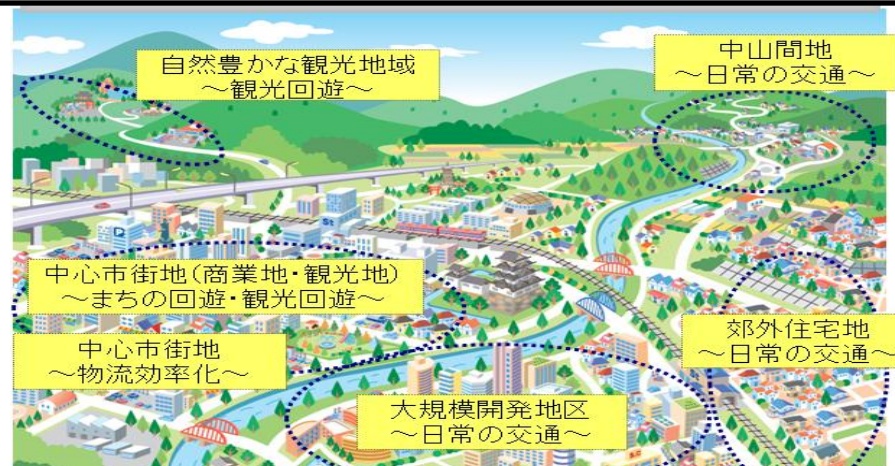 自然豊かな観光地域
～観光回遊～
中山間地
～日常の交通～
中心市街地(商業地・観光地)
～まちの回遊・観光回遊～
郊外住宅地
～日常の交通～
中心市街地
～物流効率化～
大規模開発地区
～日常の交通～
P